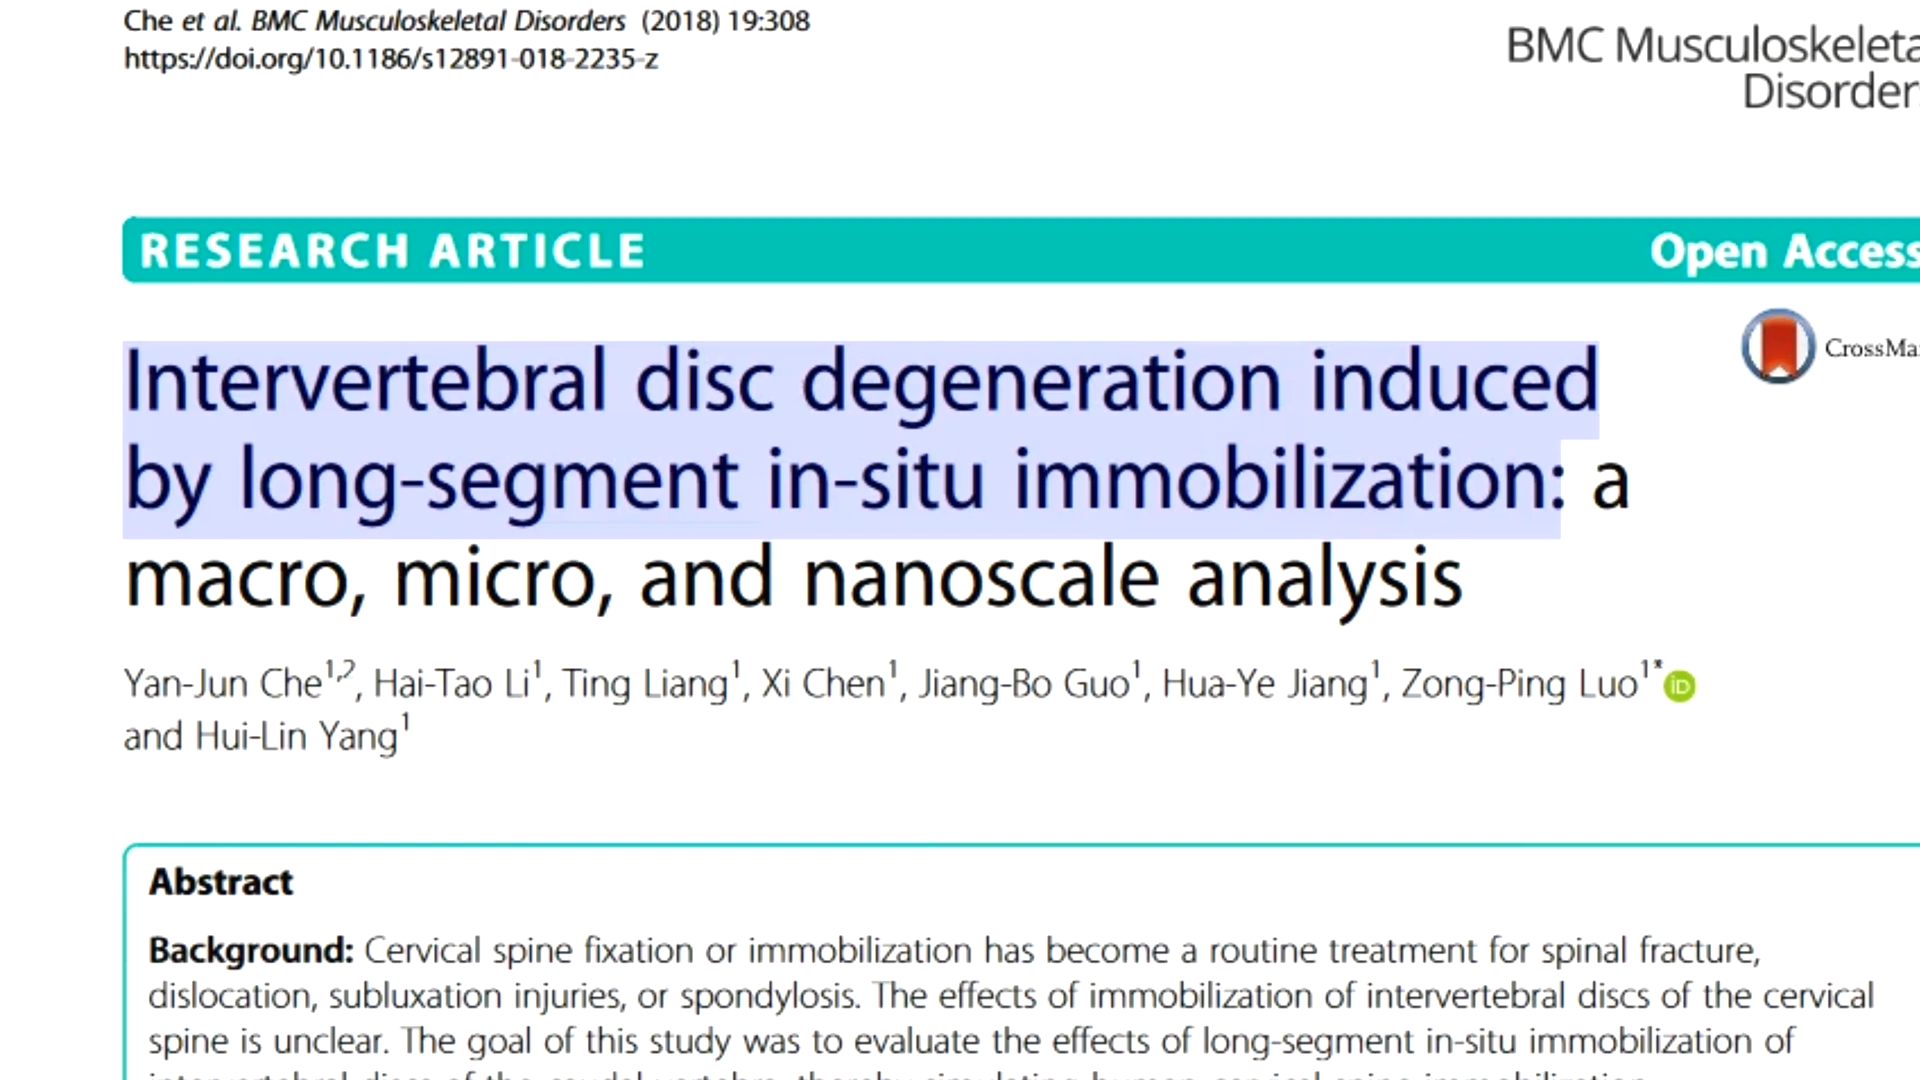 Che et al. BMC Musculoskeletal Disorders (2018) 19:308
https://doi.org/10.1186/s12891-018-2235-z
BMC Musculoskeleta
Disorder
RESEARCH ARTICLE
Open Access
CrossMa
Intervertebral disc degeneration induced
by long-segment in-situ immobilization: a
macro, micro, and nanoscale analysis
Yan-Jun Che1,2, Hai-Tao Li1, Ting Liang1, Xi Chen1, Jiang-Bo Guo1, Hua-Ye Jiang1, Zong-Ping Luo1* iD
and Hui-Lin Yang1
Abstract
Background: Cervical spine fixation or immobilization has become a routine treatment for spinal fracture,
dislocation, subluxation injuries, or spondylosis. The effects of immobilization of intervertebral discs of the cervical
spine is unclear. The goal of this study was to evaluate the effects of long-segment in-situ immobilization of